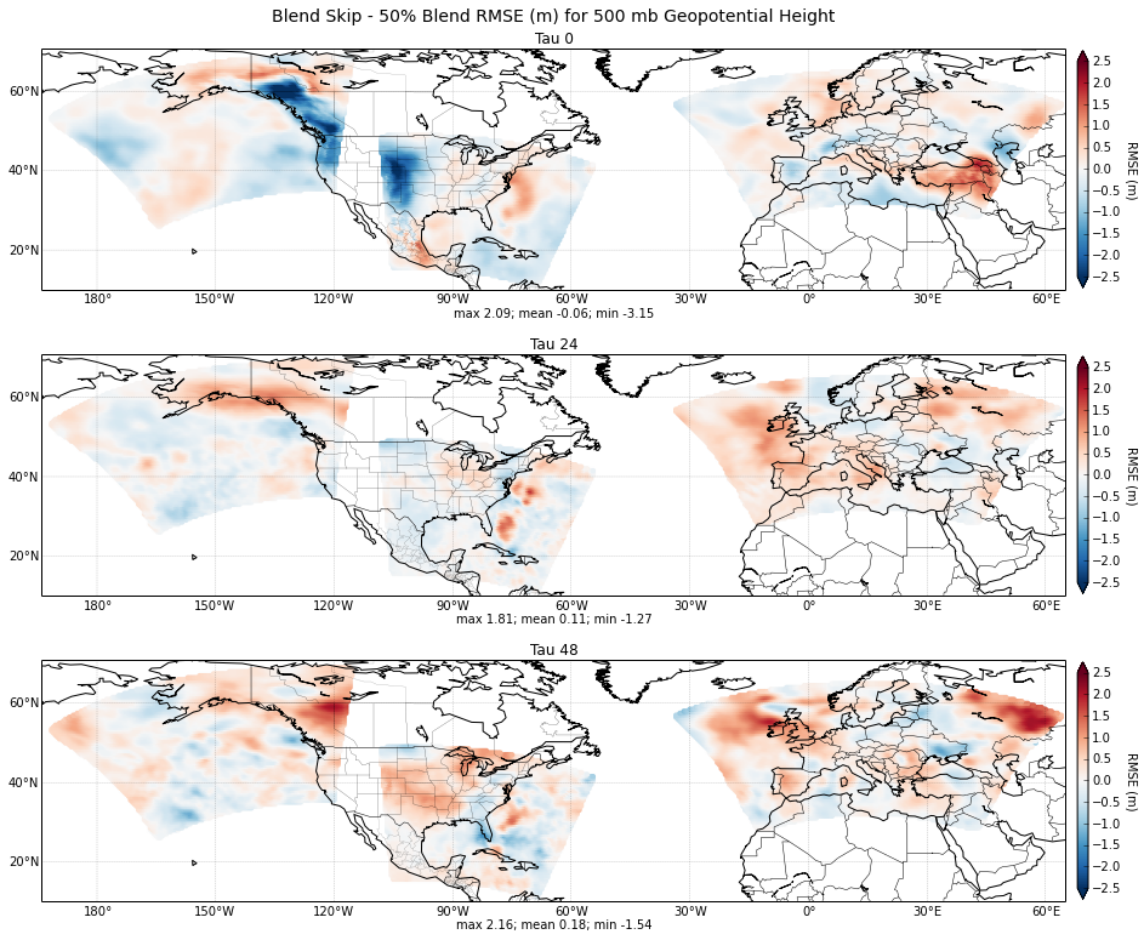 Blend Skip - 50% Blend RMSE (m) for 500 mb Geopotential Height
Tau 0
60°N
40°N
20°N
180°
150°W
120°W
90°W
60°W
30°W
0°
30°E
60°E
max 2.09; mean -0.06; min -3.15
2.5
2.0
1.5
1.0
0.5
0.0
−0.5
−1.0
−1.5
−2.0
−2.5
RMSE (m)
Tau 24
60°N
40°N
20°N
180°
150°W
120°W
90°W
60°W
30°W
0°
30°E
60°E
max 1.81; mean 0.11; min -1.27
2.5
2.0
1.5
1.0
0.5
0.0
−0.5
−1.0
−1.5
−2.0
−2.5
RMSE (m)
Tau 48
60°N
40°N
20°N
180°
150°W
120°W
90°W
60°W
30°W
0°
30°E
60°E
max 2.16; mean 0.18; min -1.54
2.5
2.0
1.5
1.0
0.5
0.0
−0.5
−1.0
−1.5
−2.0
−2.5
RMSE (m)